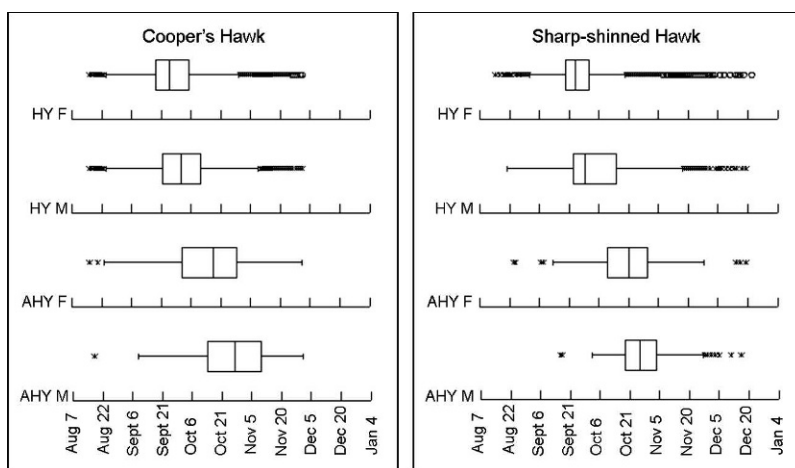 Cooper's Hawk
HY F
HY M
AHY F
AHY M
Aug 7
Aug 22
Sept 6
Sept 21
Oct 6
Oct 21
Nov 5
Nov 20
Dec 5
Dec 20
Jan 4
Sharp-shinned Hawk
HY F
HY M
AHY F
AHY M
Aug 7
Aug 22
Sept 6
Sept 21
Oct 6
Oct 21
Nov 5
Nov 20
Dec 5
Dec 20
Jan 4